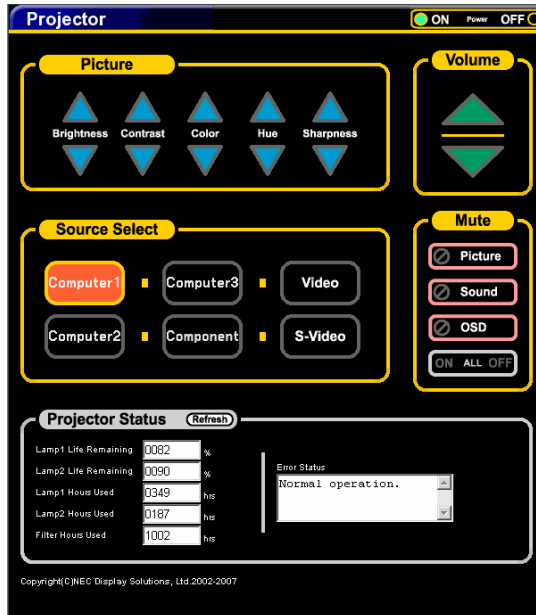 Projector
ON Power OFF
Picture
Brightness Contrast Color Hue Sharpness
Volume
Source Select
Computer1 Computer3 Video
Computer2 Component S-Video
Mute
Picture
Sound
OSD
ON ALL OFF
Projector Status Refresh
Lamp1 Life Remaining 0082 %
Lamp2 Life Remaining 0090 %
Lamp1 Hours Used 0349 hrs
Lamp2 Hours Used 0187 hrs
Filter Hours Used 1002 hrs
Error Status
Normal operation.
Copyright(C)NEC Display Solutions, Ltd.2002-2007